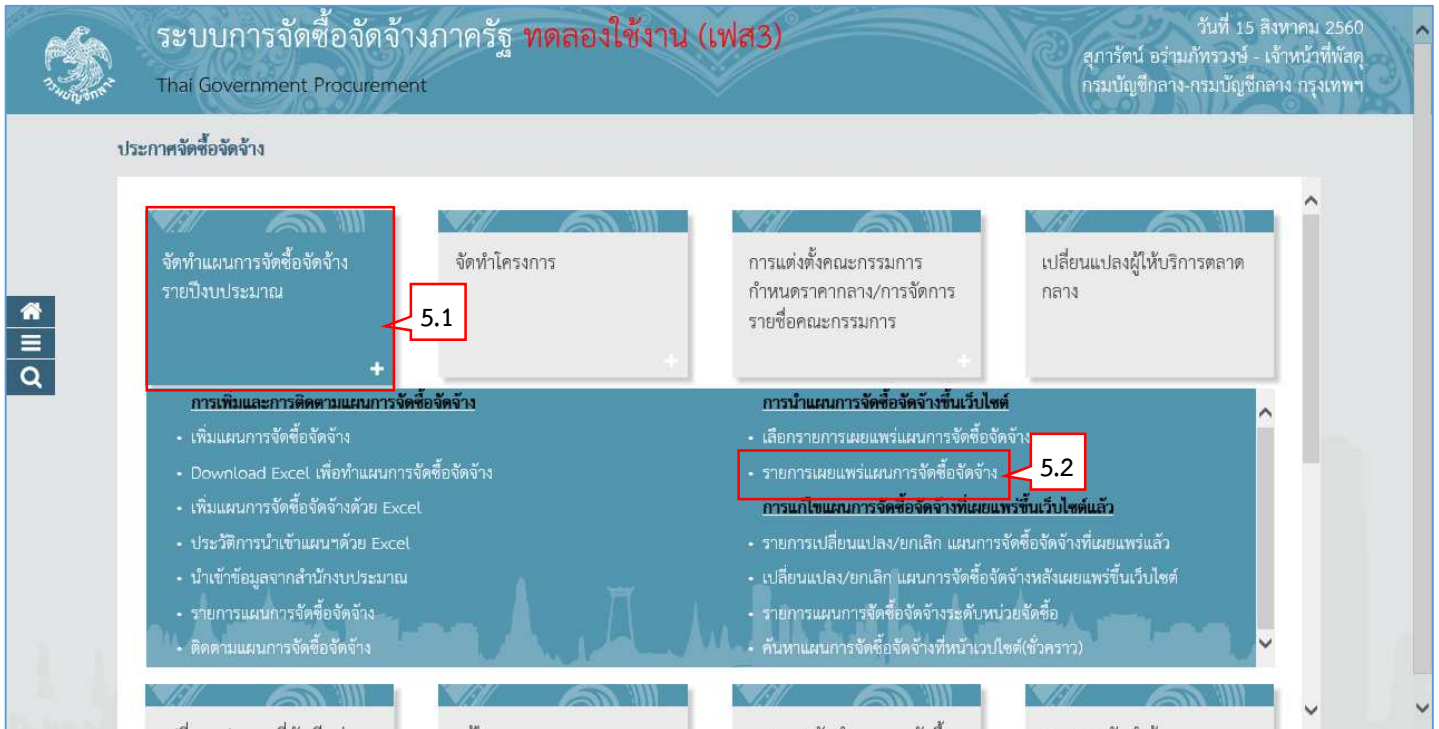 ระบบการจัดซื้อจัดจ้างภาครัฐ ทดลองใช้งาน (เฟส3)
Thai Government Procurement
วันที่ 15 สิงหาคม 2560
สุภารัตน์ อร่ามภัทรวงษ์ - เจ้าหน้าที่พัสดุ
กรมบัญชีกลาง-กรมบัญชีกลาง กรุงเทพฯ
กรมบัญชีกลาง
ประกาศจัดซื้อจัดจ้าง
จัดทำแผนการจัดซื้อจัดจ้าง
รายปีงบประมาณ
5.1
จัดทำโครงการ
การแต่งตั้งคณะกรรมการ
กำหนดราคากลาง/การจัดการ
รายชื่อคณะกรรมการ
เปลี่ยนแปลงผู้ให้บริการตลาด
กลาง
การเพิ่มและการติดตามแผนการจัดซื้อจัดจ้าง
• เพิ่มแผนการจัดซื้อจัดจ้าง
• Download Excel เพื่อทำแผนการจัดซื้อจัดจ้าง
• เพิ่มแผนการจัดซื้อจัดจ้างด้วย Excel
• ประวัติการนำเข้าแผนฯด้วย Excel
• นำเข้าข้อมูลจากสำนักงบประมาณ
• รายการแผนการจัดซื้อจัดจ้าง
• ติดตามแผนการจัดซื้อจัดจ้าง
การนำแผนการจัดซื้อจัดจ้างขึ้นเว็บไซต์
• เลือกรายการเผยแพร่แผนการจัดซื้อจัดจ้าง
• รายการเผยแพร่แผนการจัดซื้อจัดจ้าง
5.2
การแก้ไขแผนการจัดซื้อจัดจ้างที่เผยแพร่ขึ้นเว็บไซต์แล้ว
• รายการเปลี่ยนแปลง/ยกเลิก แผนการจัดซื้อจัดจ้างที่เผยแพร่แล้ว
• เปลี่ยนแปลง/ยกเลิก แผนการจัดซื้อจัดจ้างหลังเผยแพร่ขึ้นเว็บไซต์
• รายการแผนการจัดซื้อจัดจ้างระดับหน่วยจัดซื้อ
• ค้นหาแผนการจัดซื้อจัดจ้างที่หน้าเวปไซต์(ชั่วคราว)